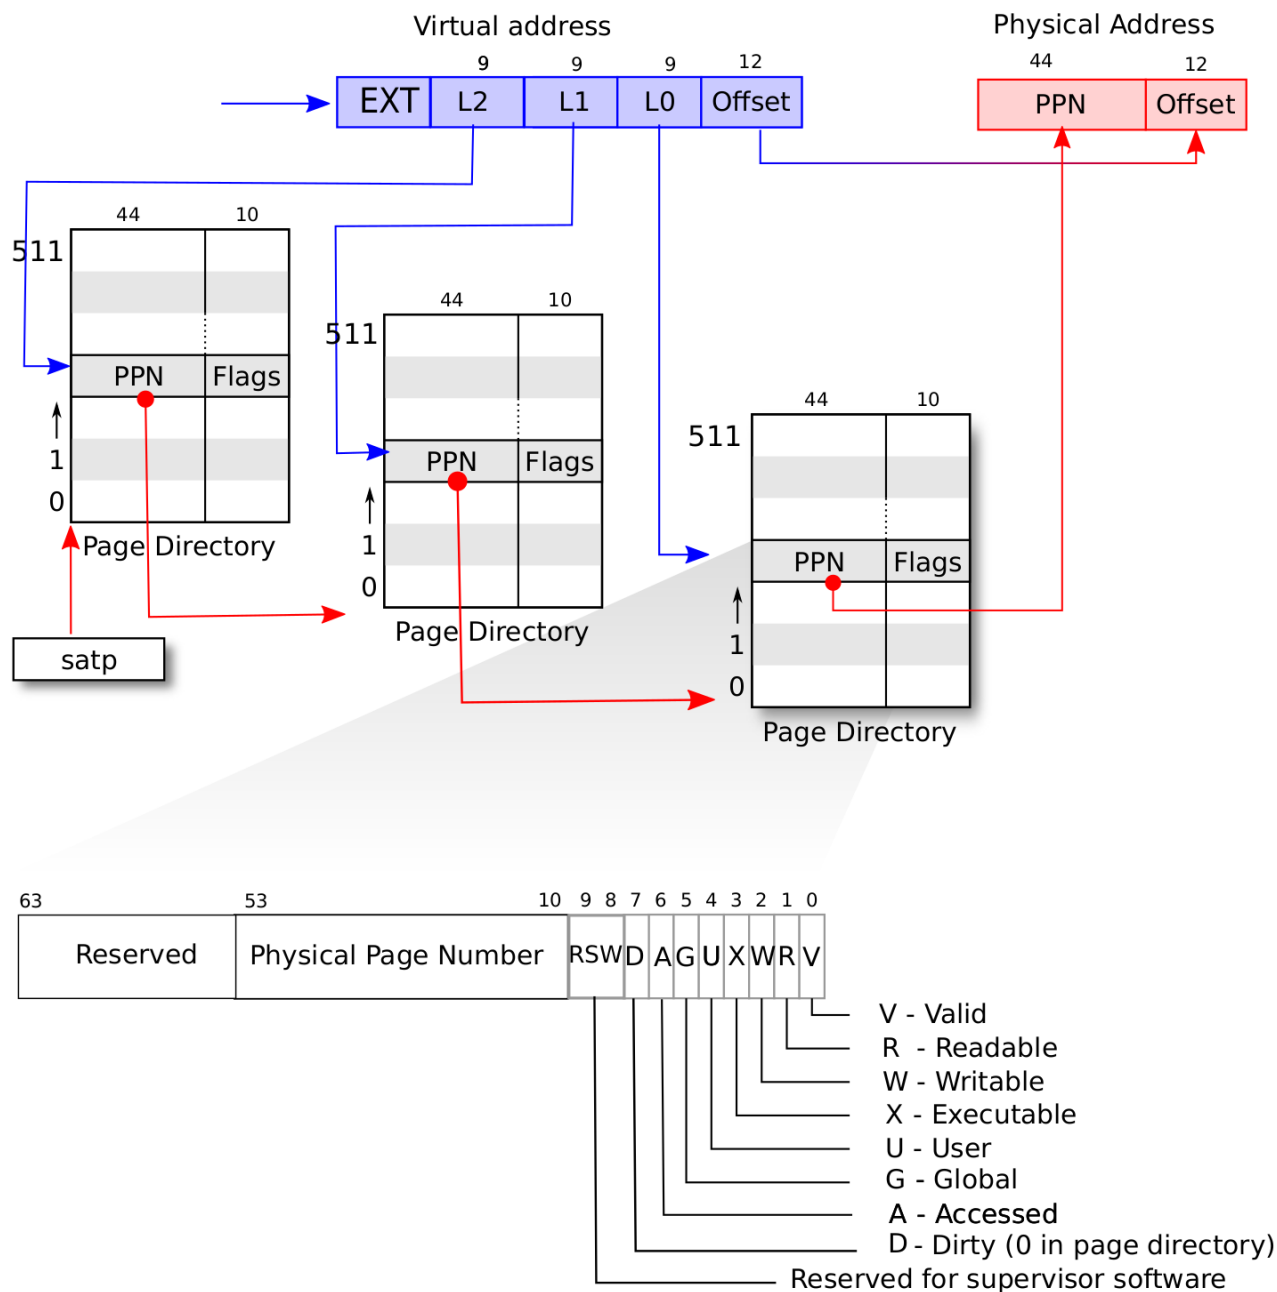 Virtual address
Physical Address
9 9 9 12
44 12
EXT L2 L1 L0 Offset
PPN Offset
44 10
511
PPN Flags
1
0
Page Directory
satp
44 10
511
PPN Flags
1
0
Page Directory
44 10
511
PPN Flags
1
0
Page Directory
63 53 10 9 8 7 6 5 4 3 2 1 0
Reserved Physical Page Number RSW D A G U X W R V
V - Valid
R - Readable
W - Writable
X - Executable
U - User
G - Global
A - Accessed
D - Dirty (0 in page directory)
Reserved for supervisor software